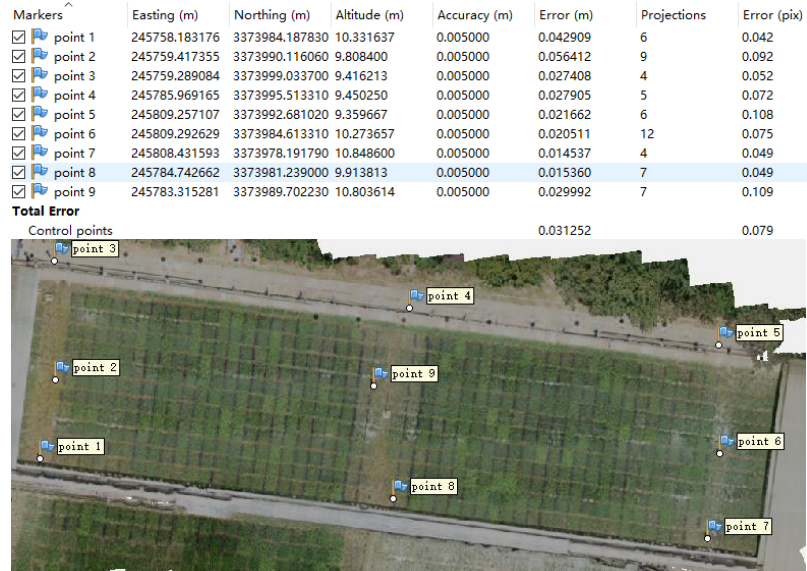 Markers Easting (m) Northing (m) Altitude (m) Accuracy (m) Error (m) Projections Error (pix)
point 1 245758.183176 3373984.187830 10.331637 0.005000 0.042909 6 0.042
point 2 245759.417355 3373990.116060 9.808400 0.005000 0.056412 9 0.092
point 3 245759.289084 3373999.033700 9.416213 0.005000 0.027408 4 0.052
point 4 245785.969165 3373995.513310 9.450250 0.005000 0.027905 5 0.072
point 5 245809.257107 3373992.681020 9.359667 0.005000 0.021662 6 0.108
point 6 245809.292629 3373984.613310 10.273657 0.005000 0.020511 12 0.075
point 7 245808.431593 3373978.191790 10.848600 0.005000 0.014537 4 0.049
point 8 245784.742662 3373981.239000 9.913813 0.005000 0.015360 7 0.049
point 9 245783.315281 3373989.702230 10.803614 0.005000 0.029992 7 0.109
Total Error
Control points 0.031252 0.079
point 3
point 4
point 5
point 2
point 9
point 1
point 6
point 8
point 7